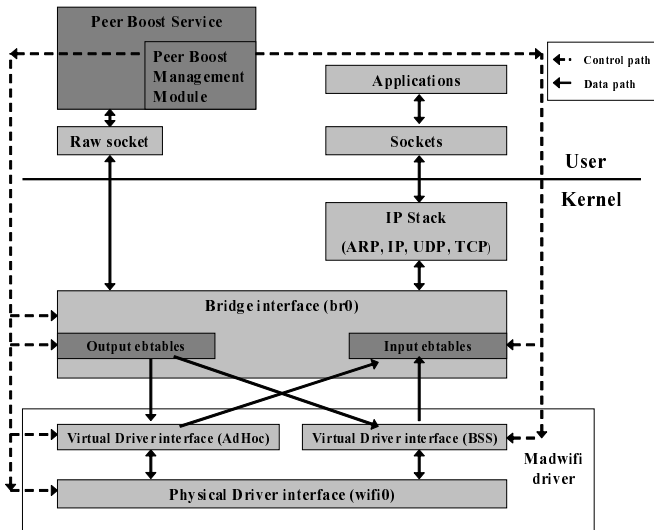 Peer Boost Service
Peer Boost
Management
Module
Control path
Data path
Applications
Raw socket
Sockets
User
Kernel
IP Stack
(ARP, IP, UDP, TCP)
Bridge interface (br0)
Output ebtables
Input ebtables
Virtual Driver interface (AdHoc)
Virtual Driver interface (BSS)
Madwifi
driver
Physical Driver interface (wifi0)